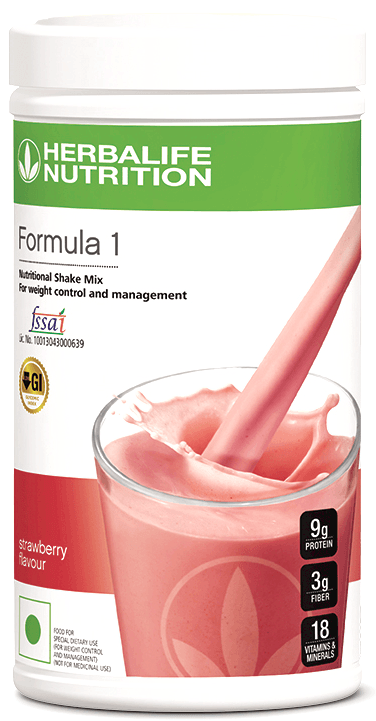 HERBALIFE
NUTRITION
Formula 1
Nutritional Shake Mix
For weight control and management
fssai
Lic. No. 10013043000639
GI
GLYCEMIC
INDEX
9g
PROTEIN
3g
FIBER
18
VITAMINS &
MINERALS
strawberry
flavour
FOOD FOR
SPECIAL DIETARY USE
(FOR WEIGHT CONTROL
AND MANAGEMENT)
(NOT FOR MEDICINAL USE)